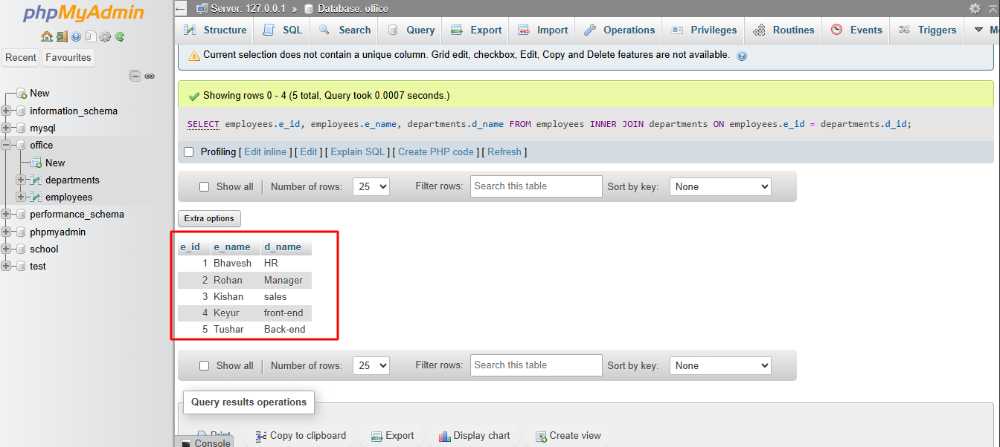 phpMyAdmin
Recent Favourites
New
information_schema
mysql
office
New
departments
employees
performance_schema
phpmyadmin
school
test
Server: 127.0.0.1 » Database: office
Structure SQL Search Query Export Import Operations Privileges Routines Events Triggers
Current selection does not contain a unique column. Grid edit, checkbox, Edit, Copy and Delete features are not available.
Showing rows 0 - 4 (5 total, Query took 0.0007 seconds.)
SELECT employees.e_id, employees.e_name, departments.d_name FROM employees INNER JOIN departments ON employees.e_id = departments.d_id;
Profiling [ Edit inline ] [ Edit ] [ Explain SQL ] [ Create PHP code ] [ Refresh ]
Show all | Number of rows: 25 Filter rows: Search this table Sort by key: None
Extra options
e_id e_name d_name
1 Bhavesh HR
2 Rohan Manager
3 Kishan sales
4 Keyur front-end
5 Tushar Back-end
Show all | Number of rows: 25 Filter rows: Search this table Sort by key: None
Query results operations
Print Copy to clipboard Export Display chart Create view
Console